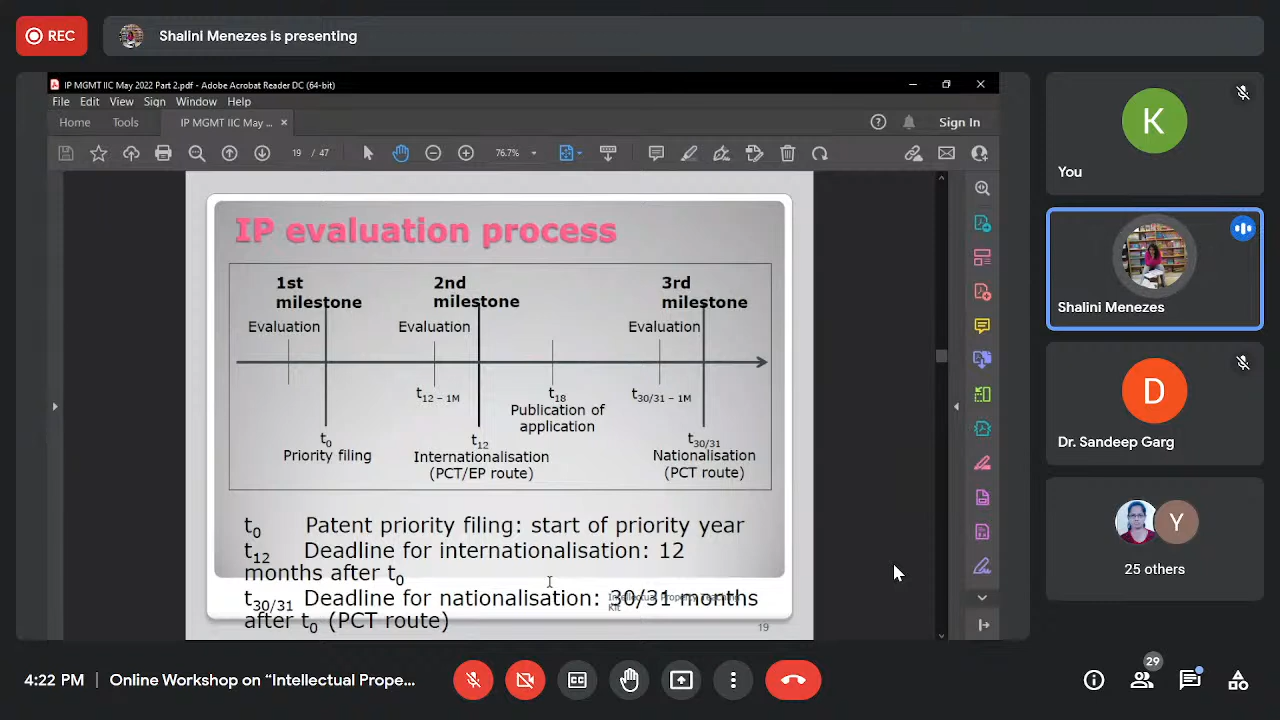 REC
Shalini Menezes is presenting
IP MGMT IIC May 2022 Part 2.pdf - Adobe Acrobat Reader DC (64-bit)
File Edit View Sign Window Help
Home Tools IP MGMT IIC May ... × Sign In
19 / 47 76.7%
IP evaluation process
1st milestone
2nd milestone
3rd milestone
Evaluation
Evaluation
Evaluation
t12 – 1M
t18
Publication of application
t30/31 – 1M
t0
Priority filing
t12
Internationalisation
(PCT/EP route)
t30/31
Nationalisation
(PCT route)
t0 Patent priority filing: start of priority year
t12 Deadline for internationalisation: 12
months after t0
t30/31 Deadline for nationalisation: 30/31 months
after t0 (PCT route)
19
K
You
Shalini Menezes
D
Dr. Sandeep Garg
Y
25 others
4:22 PM | Online Workshop on “Intellectual Prope...
29